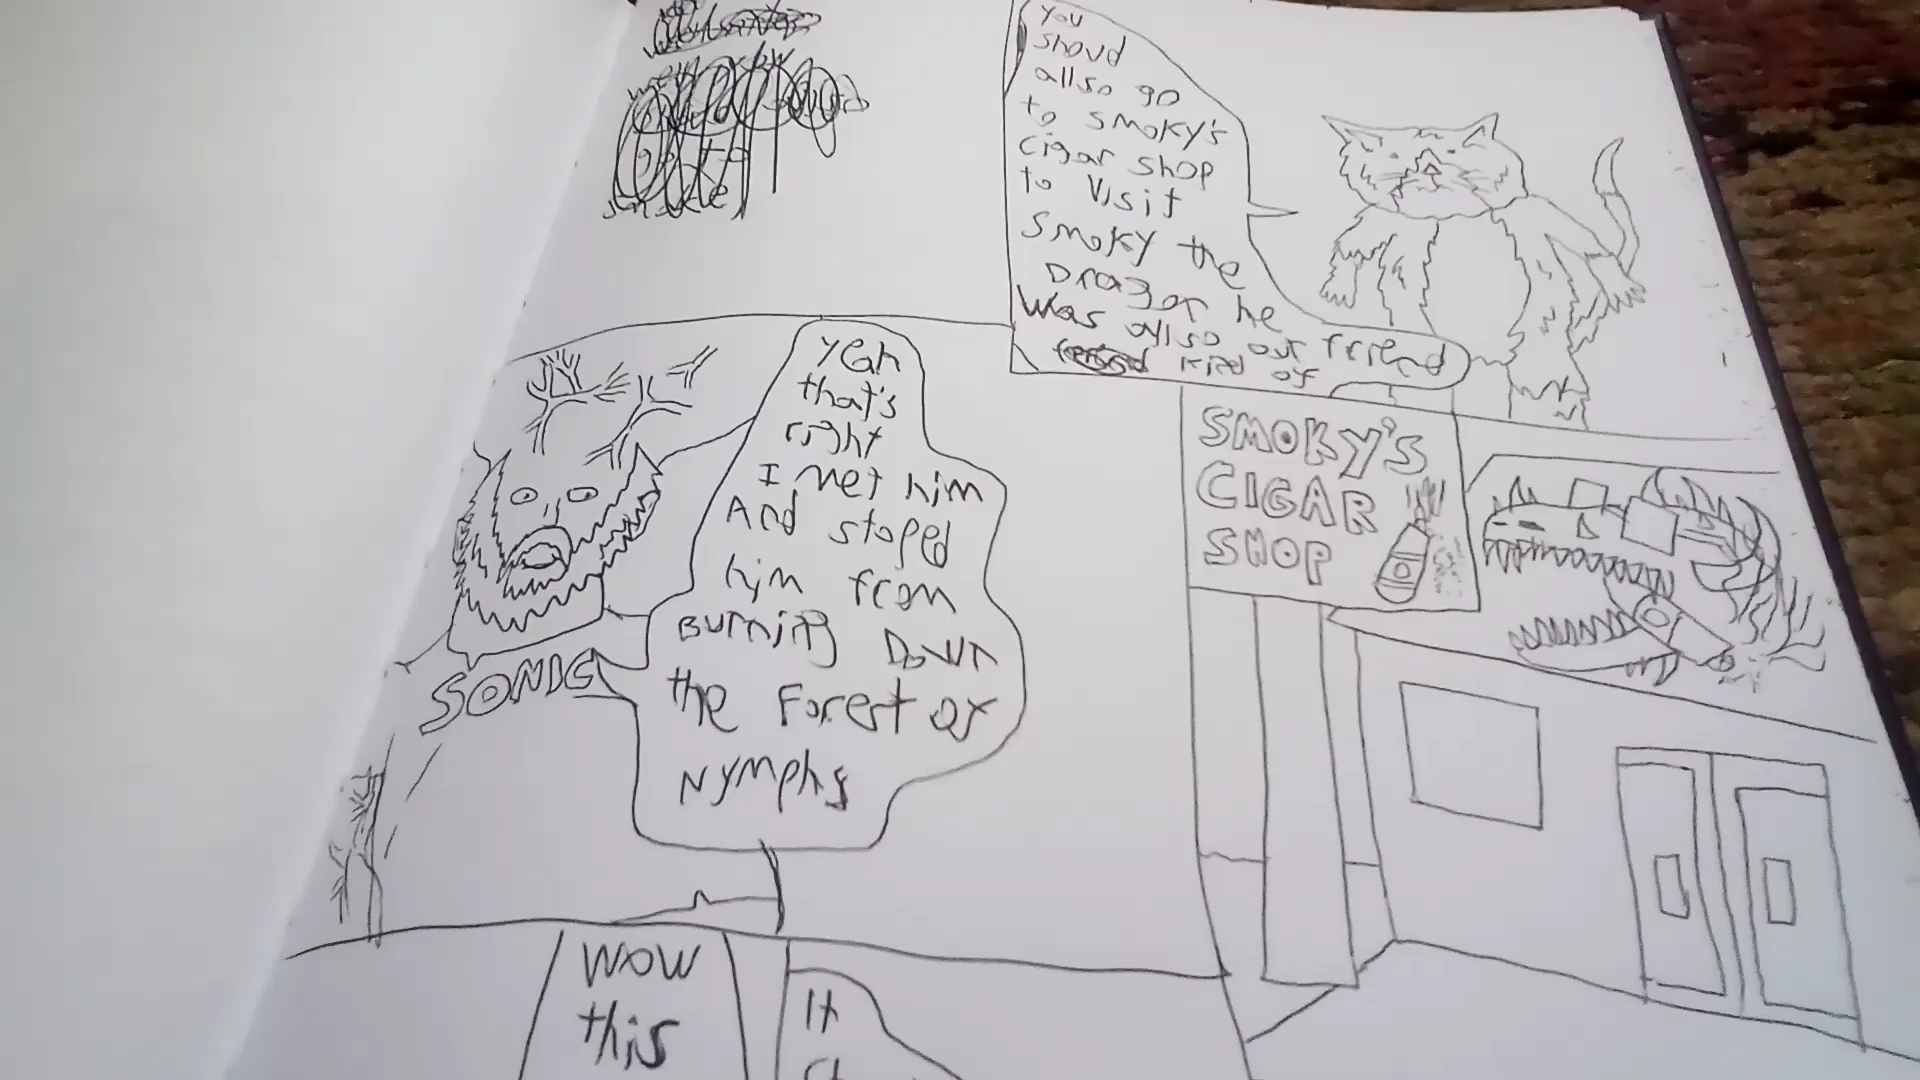 You
shoud
allso go
to smoky's
cigar shop
to visit
smoky the
Dragon he
was allso our friend
kind of
Yeah
that's
right
I met him
And stoped
him from
Burning Down
the Forest of
Nymphs
SONIC
SMOKY'S
CIGAR
SHOP
WOW
this
It